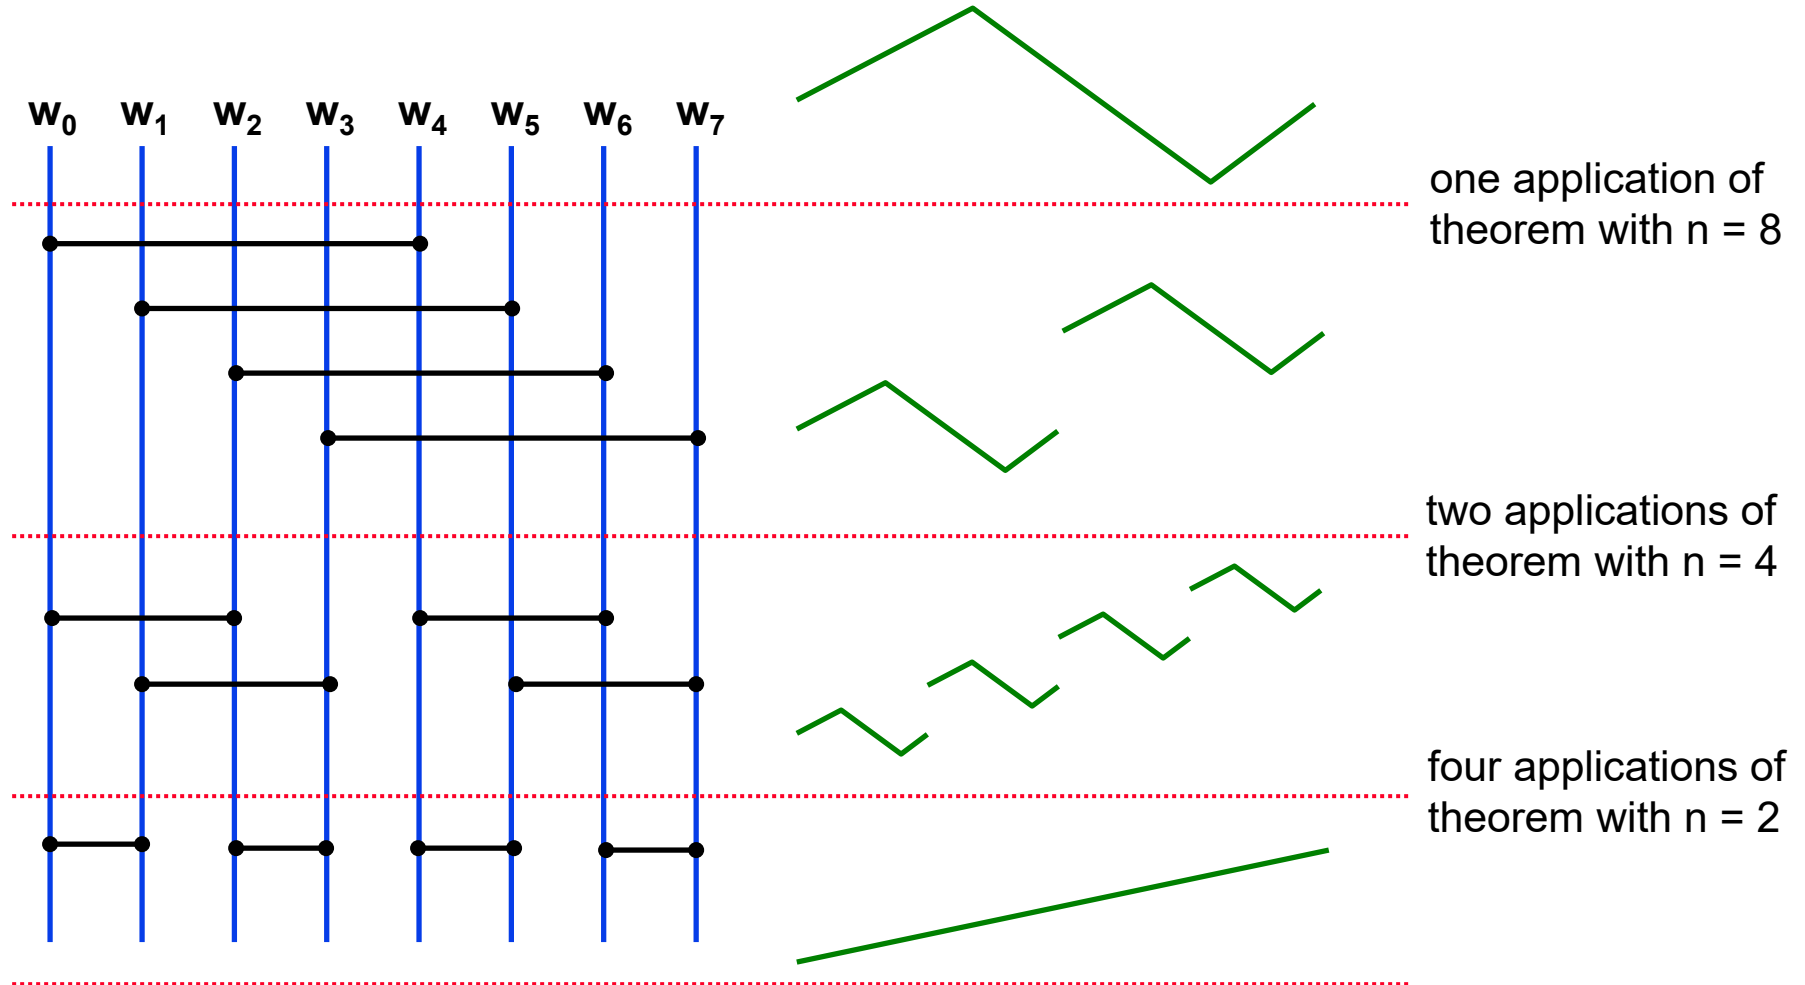 w₀ w₁ w₂ w₃ w₄ w₅ w₆ w₇
one application of
theorem with n = 8
two applications of
theorem with n = 4
four applications of
theorem with n = 2